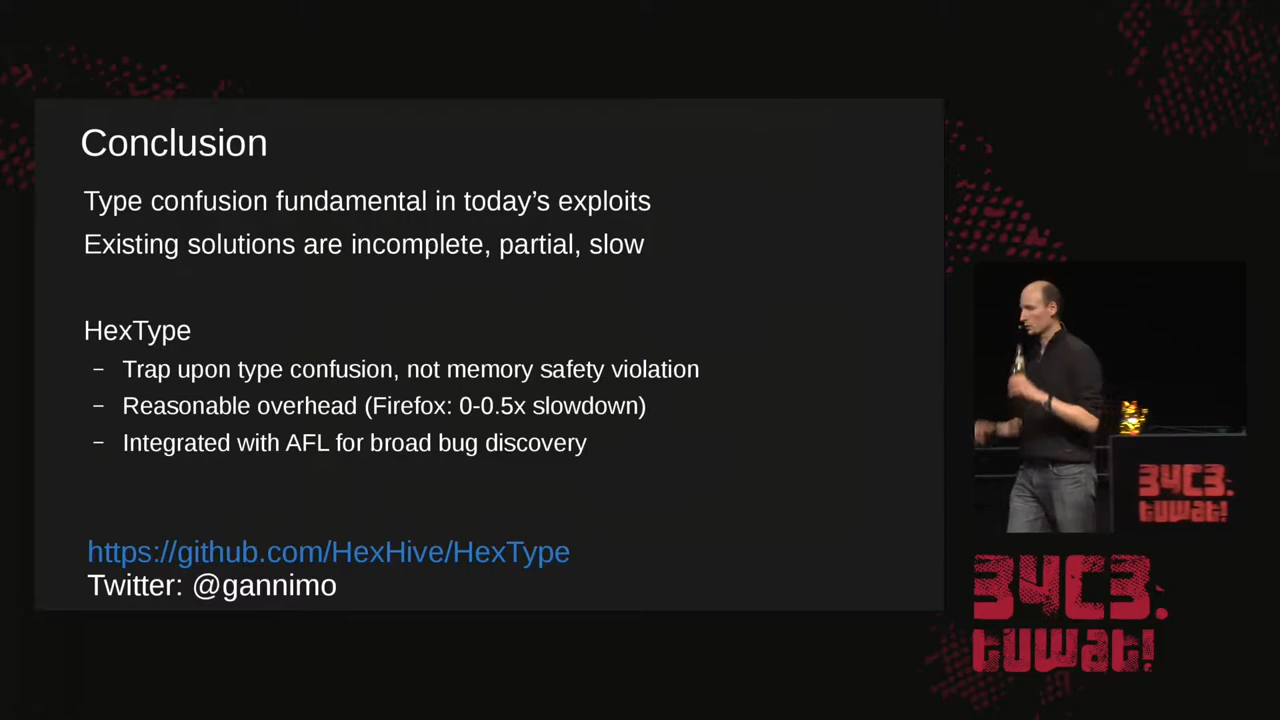 Conclusion
Type confusion fundamental in today’s exploits
Existing solutions are incomplete, partial, slow
HexType
– Trap upon type confusion, not memory safety violation
– Reasonable overhead (Firefox: 0-0.5x slowdown)
– Integrated with AFL for broad bug discovery
https://github.com/HexHive/HexType
Twitter: @gannimo
34C3.
tuwat!
34C3.
tuwat!